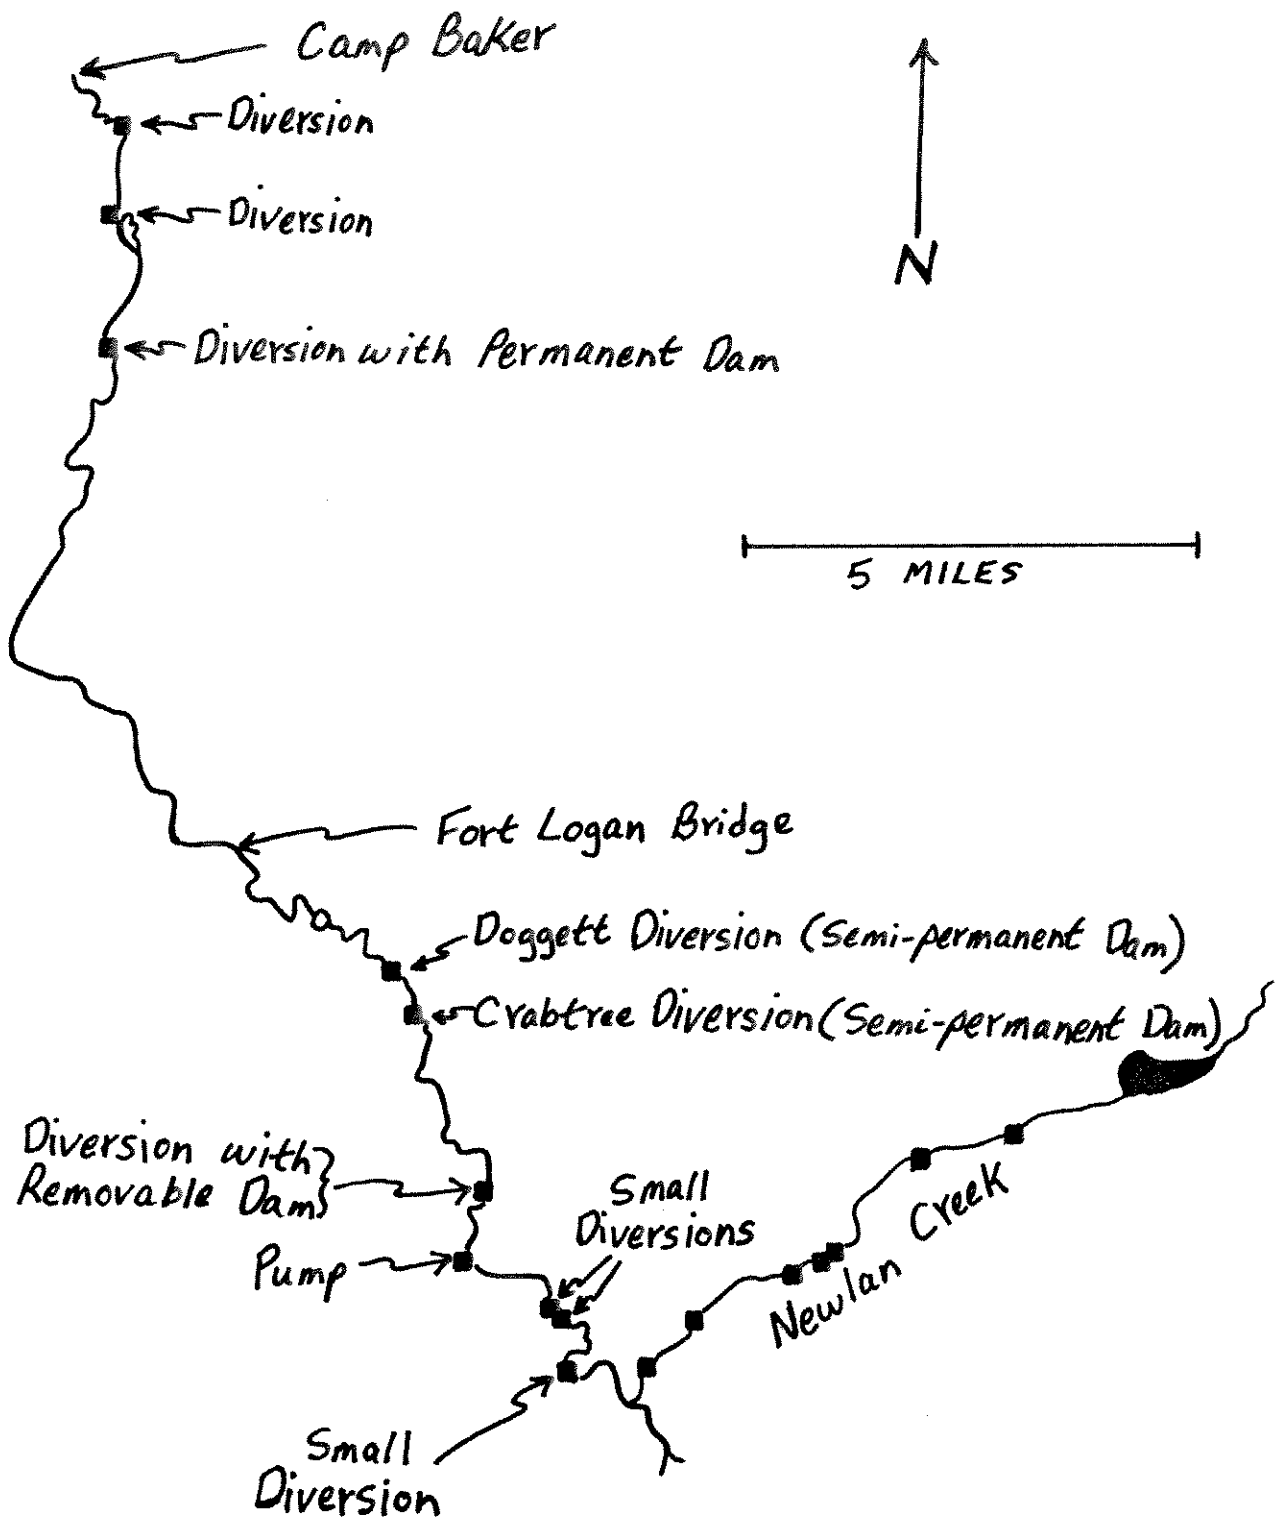 Camp Baker
Diversion
Diversion
N
Diversion with Permanent Dam
5 MILES
Fort Logan Bridge
Doggett Diversion (Semi-permanent Dam)
Crabtree Diversion (Semi-permanent Dam)
Diversion with
Removable Dam
Small
Diversions
Pump
Newlan Creek
Small
Diversion